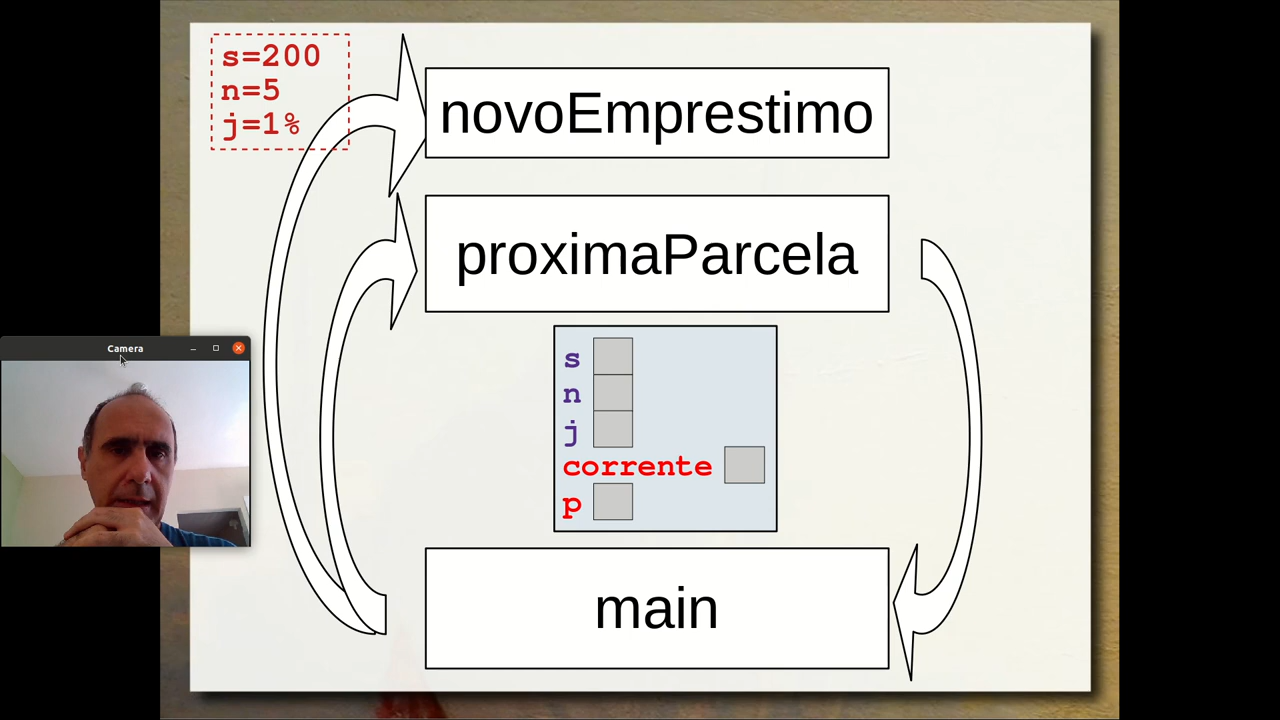 s=200
n=5
j=1%
novoEmprestimo
proximaParcela
s
n
j
corrente
p
main
Camera